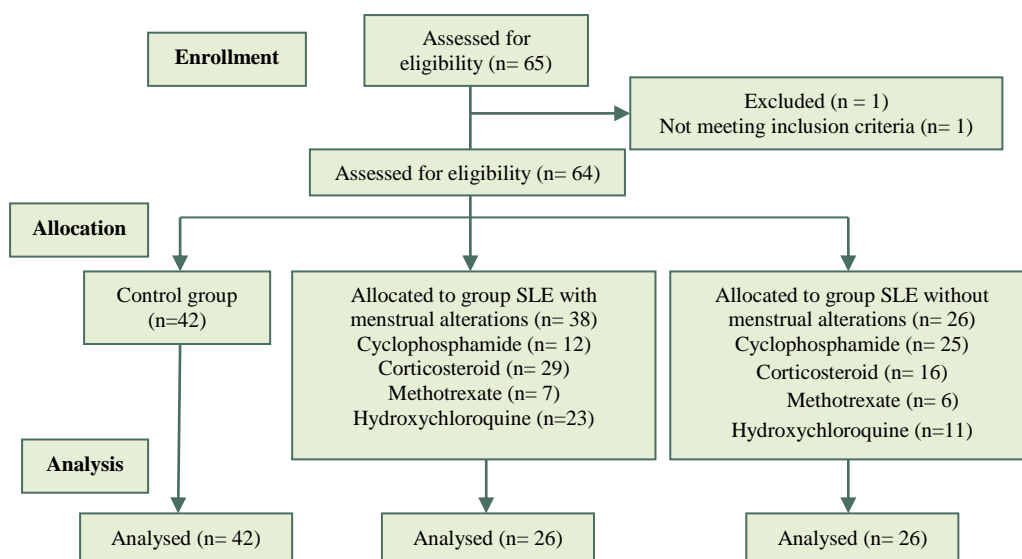 Enrollment
Assessed for
eligibility (n= 65)
Excluded (n = 1)
Not meeting inclusion criteria (n= 1)
Assessed for eligibility (n= 64)
Allocation
Control group
(n=42)
Allocated to group SLE with
menstrual alterations (n= 38)
Cyclophosphamide (n= 12)
Corticosteroid (n= 29)
Methotrexate (n= 7)
Hydroxychloroquine (n=23)
Allocated to group SLE without
menstrual alterations (n= 26)
Cyclophosphamide (n= 25)
Corticosteroid (n= 16)
Methotrexate (n= 6)
Hydroxychloroquine (n=11)
Analysis
Analysed (n= 42)
Analysed (n= 26)
Analysed (n= 26)